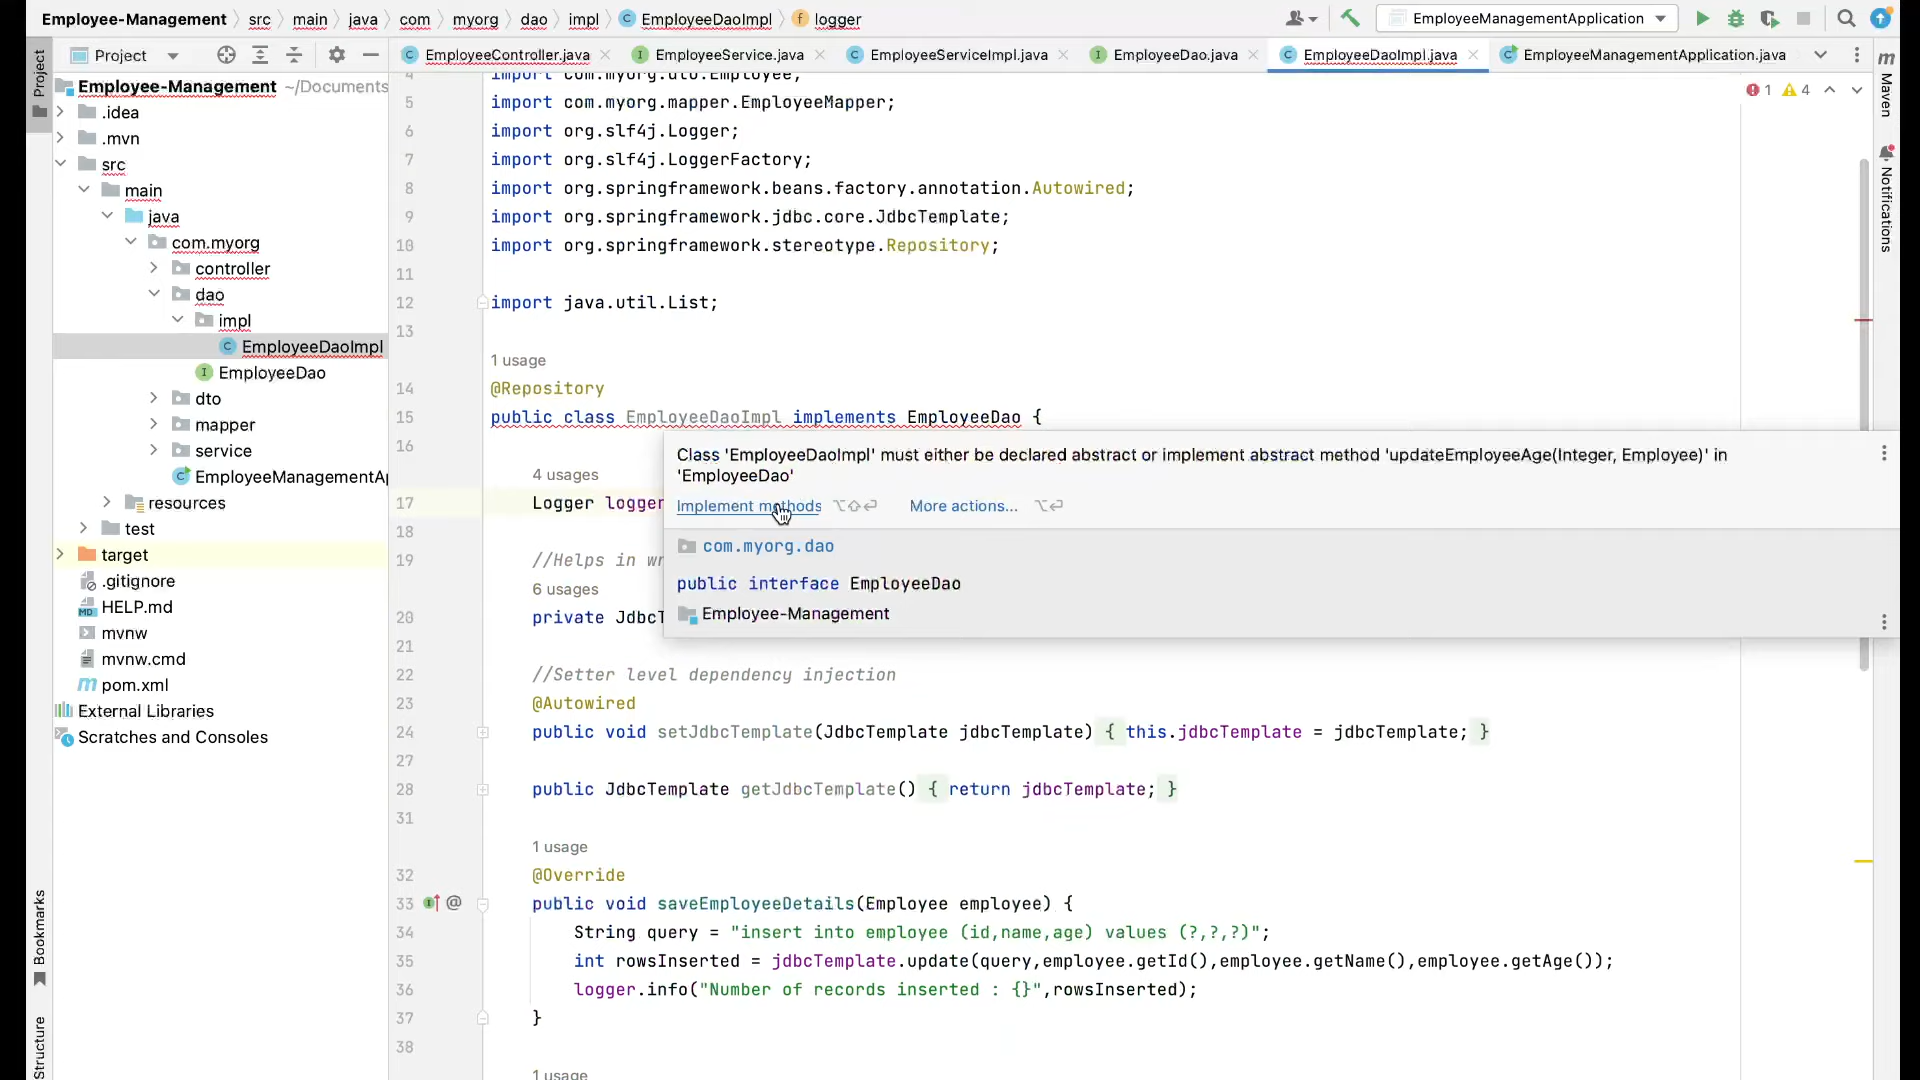 Employee-Management src main java com myorg dao impl EmployeeDaoImpl logger
EmployeeManagementApplication
Project
EmployeeController.java
EmployeeService.java
EmployeeServiceImpl.java
EmployeeDao.java
EmployeeDaoImpl.java
EmployeeManagementApplication.java
Project
Employee-Management ~/Documents
.idea
.mvn
src
main
java
com.myorg
controller
dao
impl
EmployeeDaoImpl
EmployeeDao
dto
mapper
service
EmployeeManagementAp
resources
test
target
.gitignore
HELP.md
mvnw
mvnw.cmd
pom.xml
External Libraries
Scratches and Consoles
Bookmarks
Structure
1 4
Maven
Notifications
4 import com.myorg.dto.Employee;
5 import com.myorg.mapper.EmployeeMapper;
6 import org.slf4j.Logger;
7 import org.slf4j.LoggerFactory;
8 import org.springframework.beans.factory.annotation.Autowired;
9 import org.springframework.jdbc.core.JdbcTemplate;
10 import org.springframework.stereotype.Repository;
11
12 import java.util.List;
13
1 usage
14 @Repository
15 public class EmployeeDaoImpl implements EmployeeDao {
16
4 usages
17 Logger logger
18
19 //Helps in wr
6 usages
20 private JdbcT
21
22 //Setter level dependency injection
23 @Autowired
24 public void setJdbcTemplate(JdbcTemplate jdbcTemplate) { this.jdbcTemplate = jdbcTemplate; }
27
28 public JdbcTemplate getJdbcTemplate() { return jdbcTemplate; }
31
1 usage
32 @Override
33 @ public void saveEmployeeDetails(Employee employee) {
34 String query = "insert into employee (id,name,age) values (?,?,?)";
35 int rowsInserted = jdbcTemplate.update(query,employee.getId(),employee.getName(),employee.getAge());
36 logger.info("Number of records inserted : {}",rowsInserted);
37 }
38
1 usage
Class 'EmployeeDaoImpl' must either be declared abstract or implement abstract method 'updateEmployeeAge(Integer, Employee)' in
'EmployeeDao'
Implement methods ⌥⇧⏎ More actions... ⌥⏎
com.myorg.dao
public interface EmployeeDao
Employee-Management